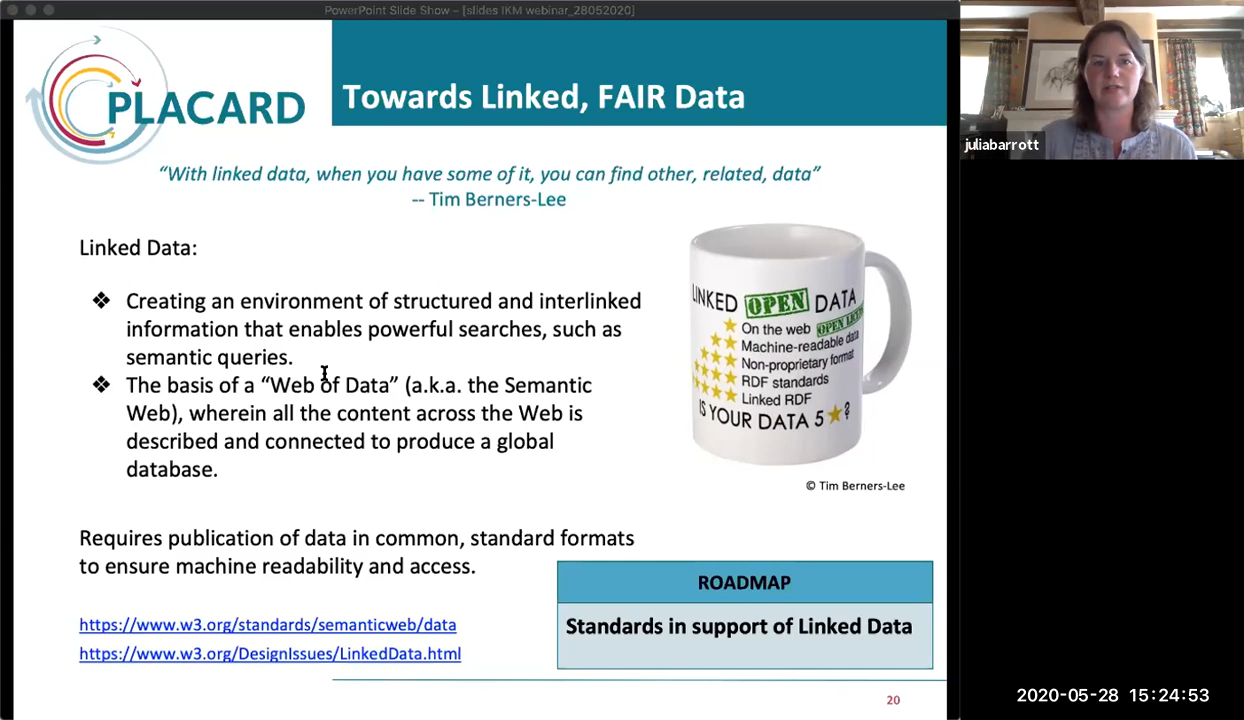 PowerPoint Slide Show – [slides IKM webinar_28052020]
PLACARD
Towards Linked, FAIR Data
“With linked data, when you have some of it, you can find other, related, data”
-- Tim Berners-Lee
Linked Data:
❖ Creating an environment of structured and interlinked
information that enables powerful searches, such as
semantic queries.
❖ The basis of a “Web of Data” (a.k.a. the Semantic
Web), wherein all the content across the Web is
described and connected to produce a global
database.
LINKED OPEN DATA
★ On the web OPEN LICENSE
★★ Machine-readable data
★★★ Non-proprietary format
★★★★ RDF standards
★★★★★ Linked RDF
IS YOUR DATA 5 ★ ?
© Tim Berners-Lee
Requires publication of data in common, standard formats
to ensure machine readability and access.
https://www.w3.org/standards/semanticweb/data
https://www.w3.org/DesignIssues/LinkedData.html
ROADMAP
Standards in support of Linked Data
20
juliabarrott
2020-05-28 15:24:53